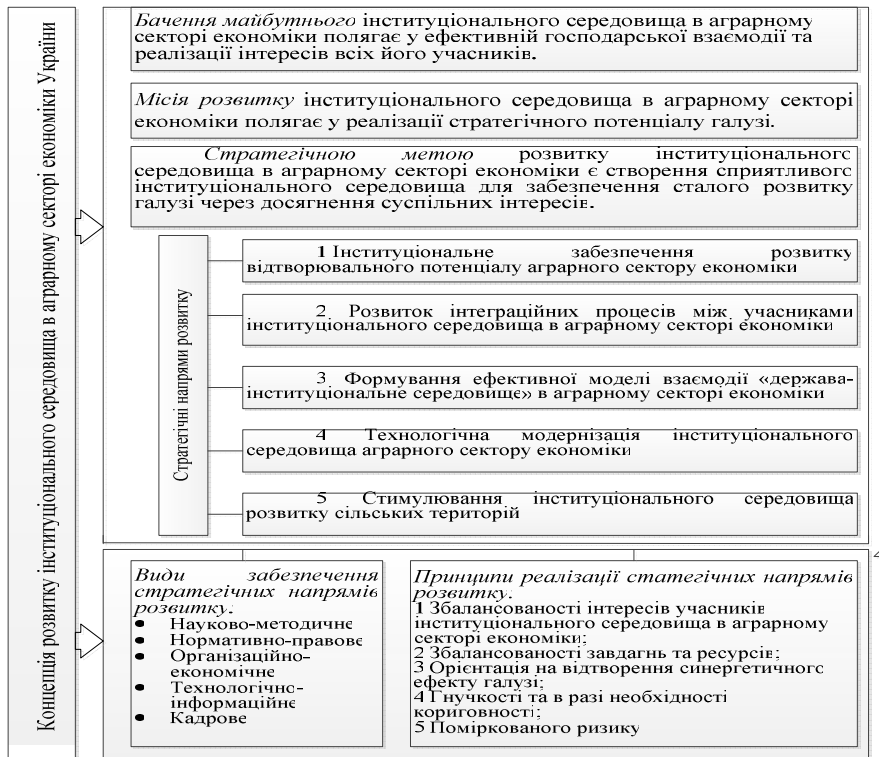 Концепція розвитку інституціонального середовища в аграрному секторі економіки України
Бачення майбутнього інституціонального середовища в аграрному
секторі економіки полягає у ефективній господарської взаємодії та
реалізації інтересів всіх його учасників.
Місія розвитку інституціонального середовища в аграрному секторі
економіки полягає у реалізації стратегічного потенціалу галузі.
Стратегічною метою розвитку інституціонального
середовища в аграрному секторі економіки є створення сприятливого
інституціонального середовища для забезпечення сталого розвитку
галузі через досягнення суспільних інтересів.
Стратегічні напрями розвитку
1 Інституціональне забезпечення розвитку
відтворювального потенціалу аграрного сектору економіки
2 Розвиток інтеграційних процесів між учасниками
інституціонального середовища в аграрному секторі економіки
3 Формування ефективної моделі взаємодії «держава-
інституціональне середовище» в аграрному секторі економіки
4 Технологічна модернізація інституціонального
середовища аграрного сектору економіки
5 Стимулювання інституціонального середовища
розвитку сільських територій
Види забезпечення
стратегічних напрямів
розвитку:
● Науково-методичне
● Нормативно-правове
● Організаційно-
економічне
● Технологічно-
інформаційне
● Кадрове
Принципи реалізації статегічних напрямів
розвитку:
1 Збалансованості інтересів учасників
інституціонального середовища в аграрному
секторі економіки;
2 Збалансованості завдагнь та ресурсів;
3 Орієнтація на відтворення синергетичного
ефекту галузі;
4 Гнучкості та в разі необхідності
кориговності;
5 Поміркованого ризику